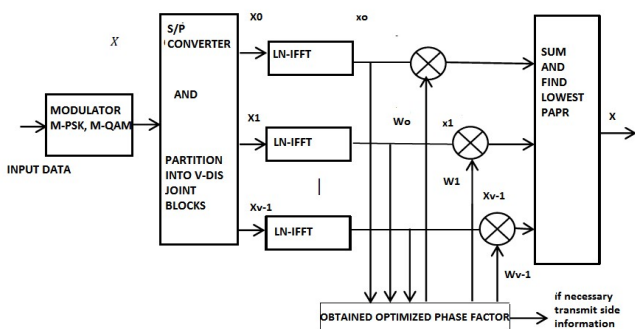 X
MODULATOR
M-PSK, M-QAM
INPUT DATA
S/P
CONVERTER
AND
PARTITION
INTO V-DIS
JOINT
BLOCKS
X0
LN-IFFT
xo
X1
LN-IFFT
Wo
x1
W1
Xv-1
LN-IFFT
Xv-1
Wv-1
SUM
AND
FIND
LOWEST
PAPR
X
OBTAINED OPTIMIZED PHASE FACTOR
if necessary
transmit side
information